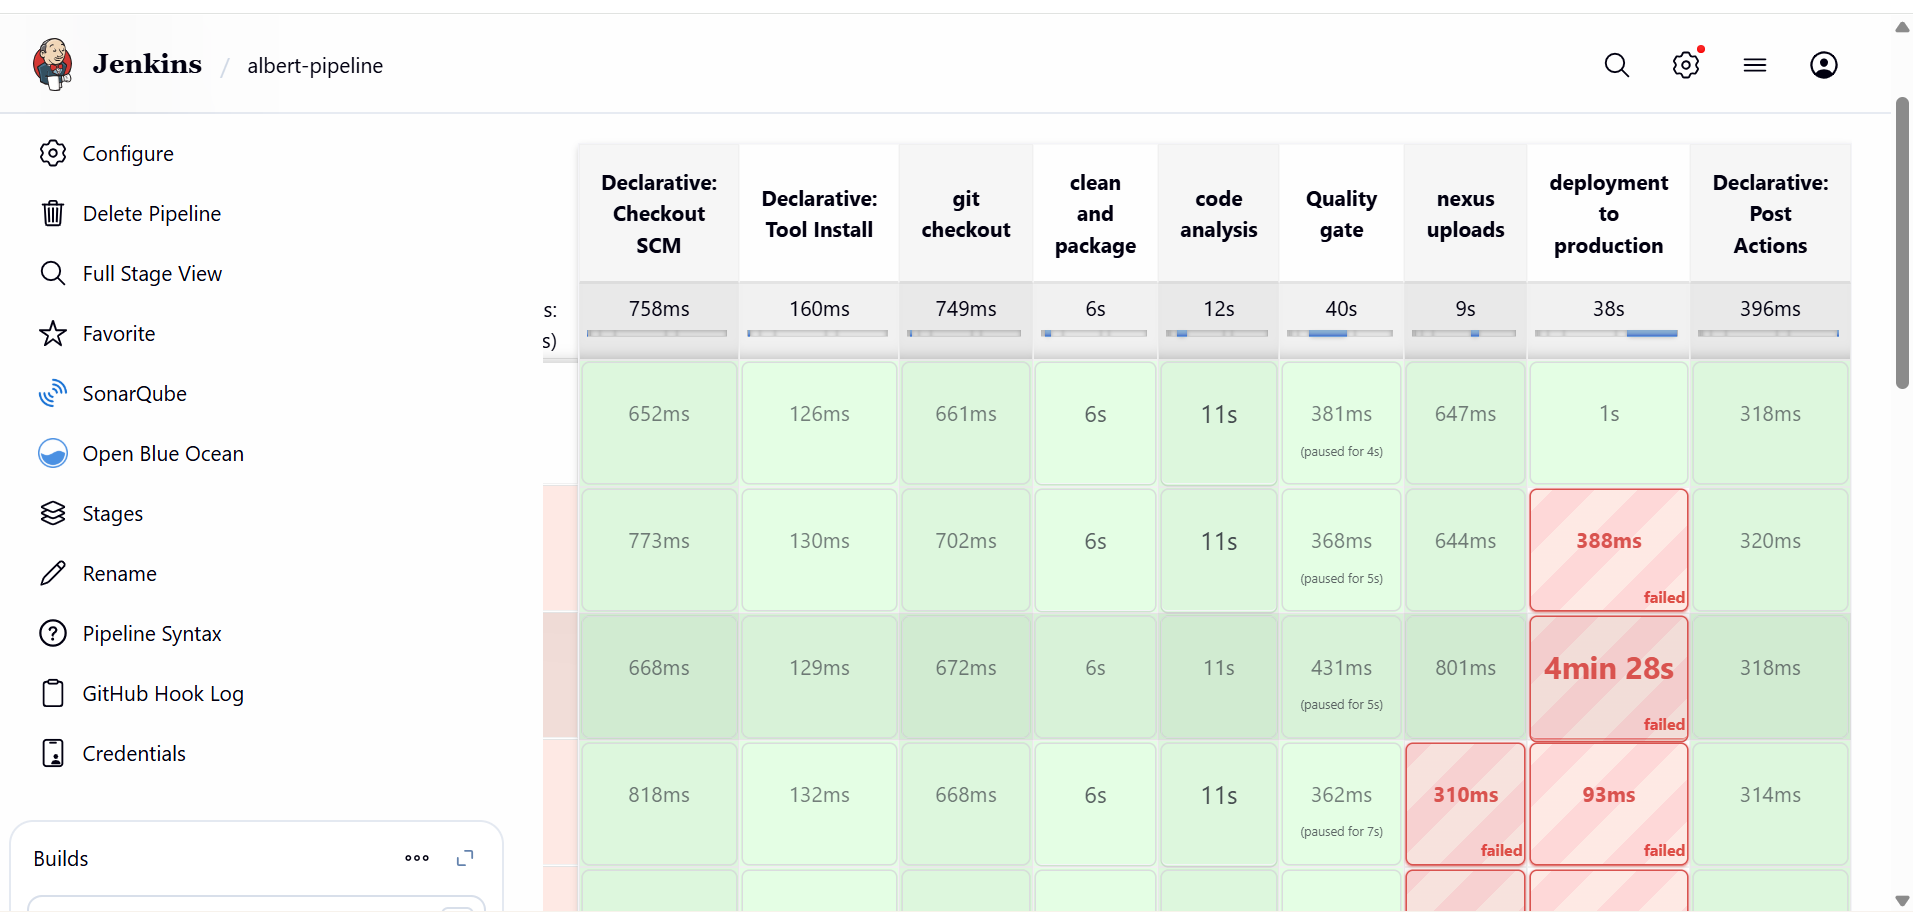 Jenkins / albert-pipeline
Configure
Delete Pipeline
Full Stage View
Favorite
SonarQube
Open Blue Ocean
Stages
Rename
Pipeline Syntax
GitHub Hook Log
Credentials
Builds
Declarative:
Checkout
SCM
Declarative:
Tool Install
git
checkout
clean
and
package
code
analysis
Quality
gate
nexus
uploads
deployment
to
production
Declarative:
Post
Actions
s:
s)
758ms 160ms 749ms 6s 12s 40s 9s 38s 396ms
652ms 126ms 661ms 6s 11s 381ms 647ms 1s 318ms
(paused for 4s)
773ms 130ms 702ms 6s 11s 368ms 644ms 388ms 320ms
(paused for 5s)
failed
668ms 129ms 672ms 6s 11s 431ms 801ms 4min 28s 318ms
(paused for 5s)
failed
818ms 132ms 668ms 6s 11s 362ms 310ms 93ms 314ms
(paused for 7s)
failed failed